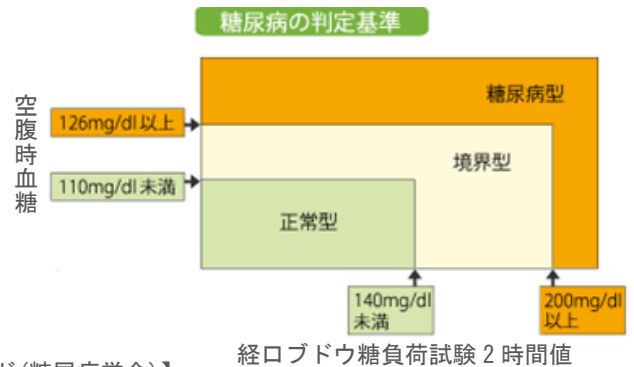 糖尿病の判定基準
糖尿病型
空腹時血糖
126mg/dl以上
境界型
110mg/dl未満
正常型
140mg/dl
未満
200mg/dl
以上
経口ブドウ糖負荷試験2時間値